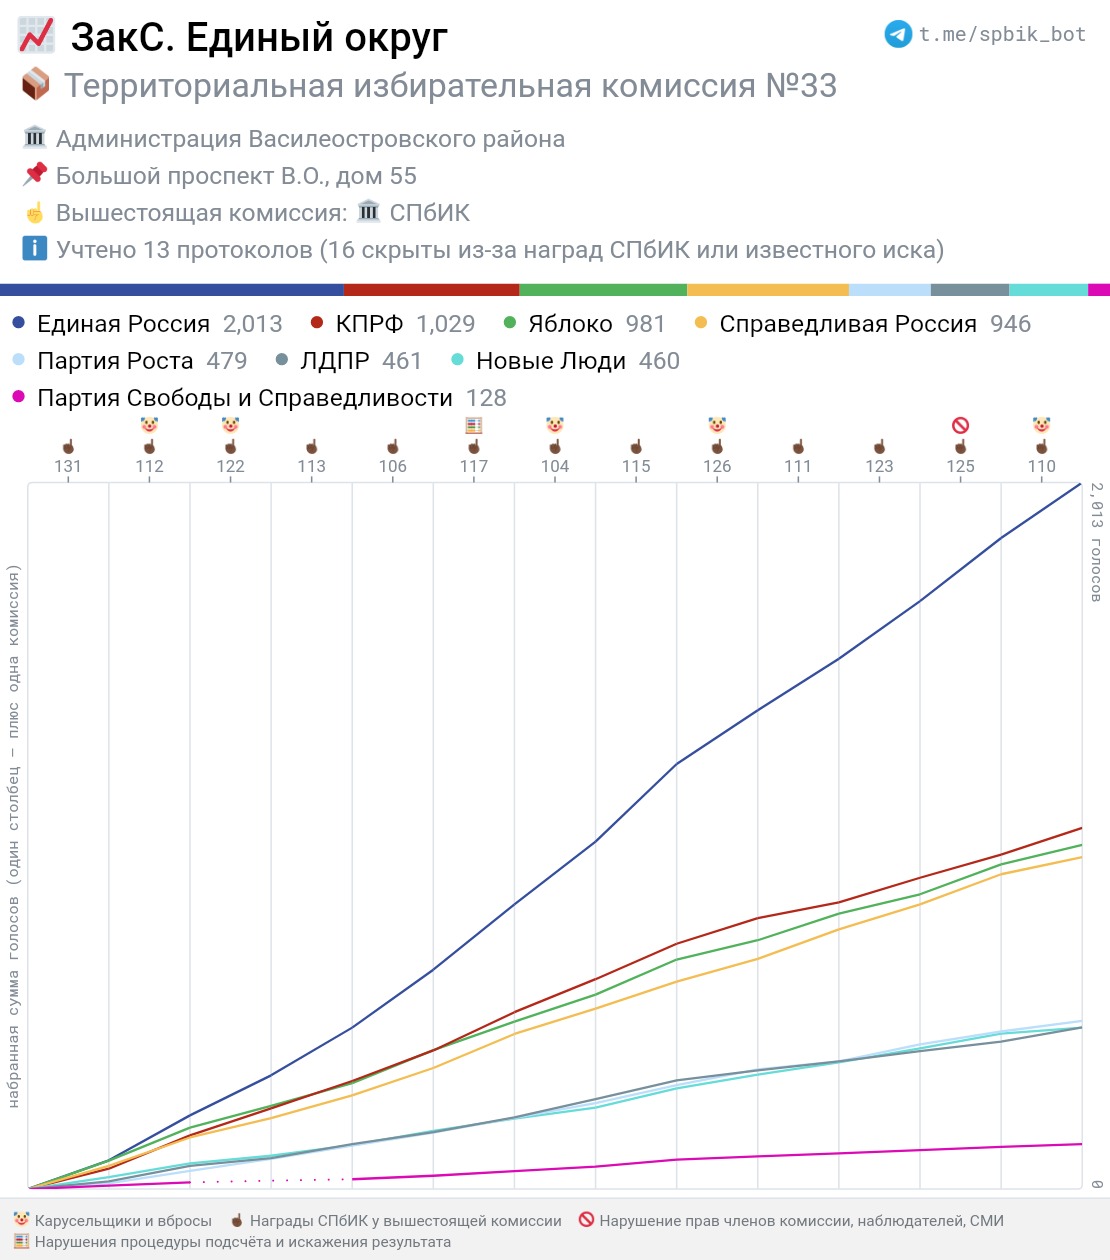 ЗакС. Единый округ
t.me/spbik_bot
Территориальная избирательная комиссия №33
Администрация Василеостровского района
Большой проспект В.О., дом 55
Вышестоящая комиссия: СПбИК
Учтено 13 протоколов (16 скрыты из-за наград СПбИК или известного иска)
Единая Россия 2,013 КПРФ 1,029 Яблоко 981 Справедливая Россия 946
Партия Роста 479 ЛДПР 461 Новые Люди 460
Партия Свободы и Справедливости 128
131 112 122 113 106 117 104 115 126 111 123 125 110
2,013 голосов
набранная сумма голосов (один столбец — плюс одна комиссия)
0
Карусельщики и вбросы Награды СПбИК у вышестоящей комиссии Нарушение прав членов комиссии, наблюдателей, СМИ
Нарушения процедуры подсчёта и искажения результата